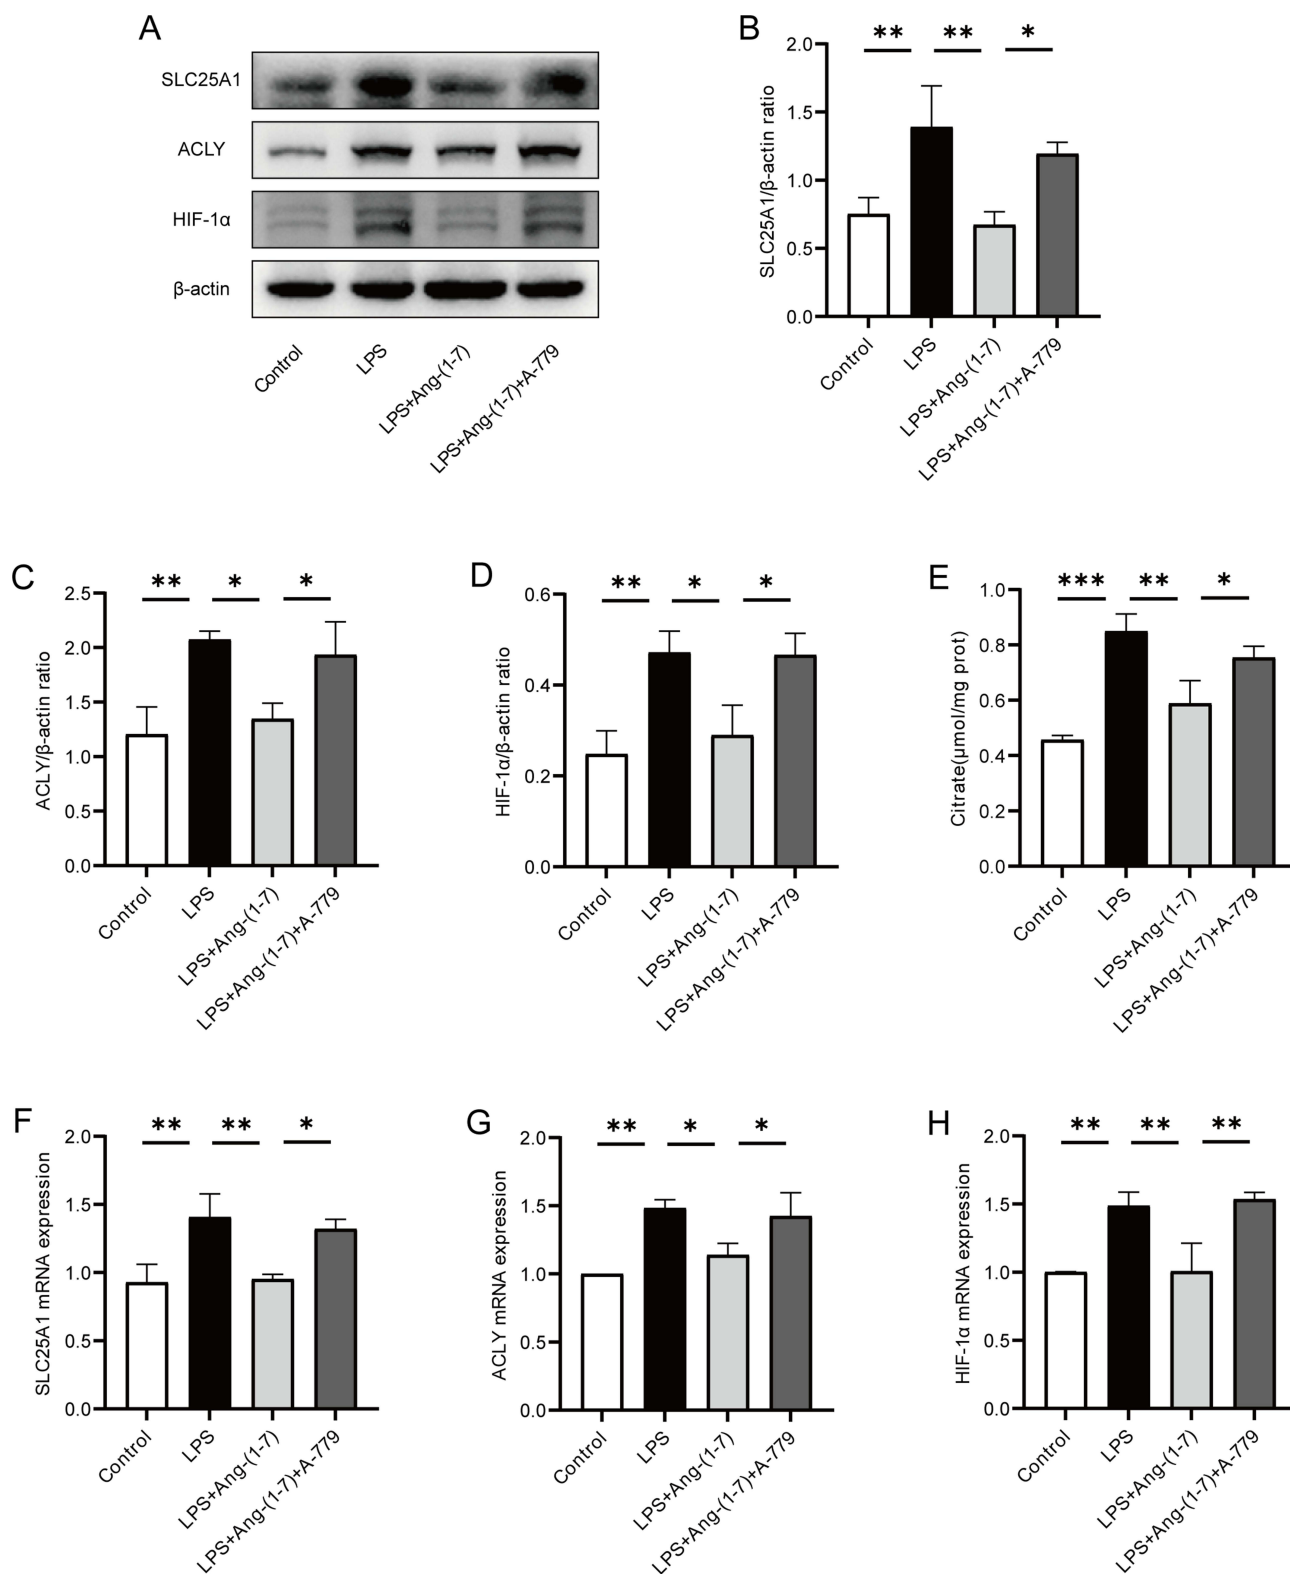 A
SLC25A1
ACLY
HIF-1α
β-actin
Control
LPS
LPS+Ang-(1-7)
LPS+Ang-(1-7)+A-779
B
** ** *
SLC25A1/β-actin ratio
2.0
1.5
1.0
0.5
0.0
Control
LPS
LPS+Ang-(1-7)
LPS+Ang-(1-7)+A-779
C
** * *
ACLY/β-actin ratio
2.5
2.0
1.5
1.0
0.5
0.0
Control
LPS
LPS+Ang-(1-7)
LPS+Ang-(1-7)+A-779
D
** * *
HIF-1α/β-actin ratio
0.6
0.4
0.2
0.0
Control
LPS
LPS+Ang-(1-7)
LPS+Ang-(1-7)+A-779
E
*** ** *
Citrate(μmol/mg prot)
1.0
0.8
0.6
0.4
0.2
0.0
Control
LPS
LPS+Ang-(1-7)
LPS+Ang-(1-7)+A-779
F
** ** *
SLC25A1 mRNA expression
2.0
1.5
1.0
0.5
0.0
Control
LPS
LPS+Ang-(1-7)
LPS+Ang-(1-7)+A-779
G
** * *
ACLY mRNA expression
2.0
1.5
1.0
0.5
0.0
Control
LPS
LPS+Ang-(1-7)
LPS+Ang-(1-7)+A-779
H
** ** **
HIF-1α mRNA expression
2.0
1.5
1.0
0.5
0.0
Control
LPS
LPS+Ang-(1-7)
LPS+Ang-(1-7)+A-779